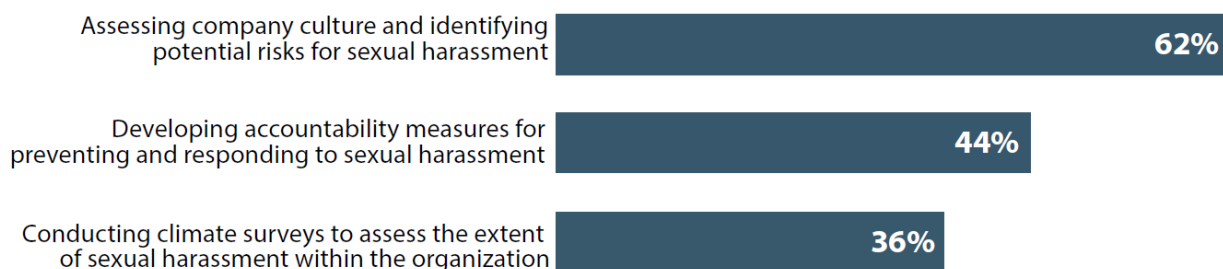 Assessing company culture and identifying
potential risks for sexual harassment
62%
Developing accountability measures for
preventing and responding to sexual harassment
44%
Conducting climate surveys to assess the extent
of sexual harassment within the organization
36%